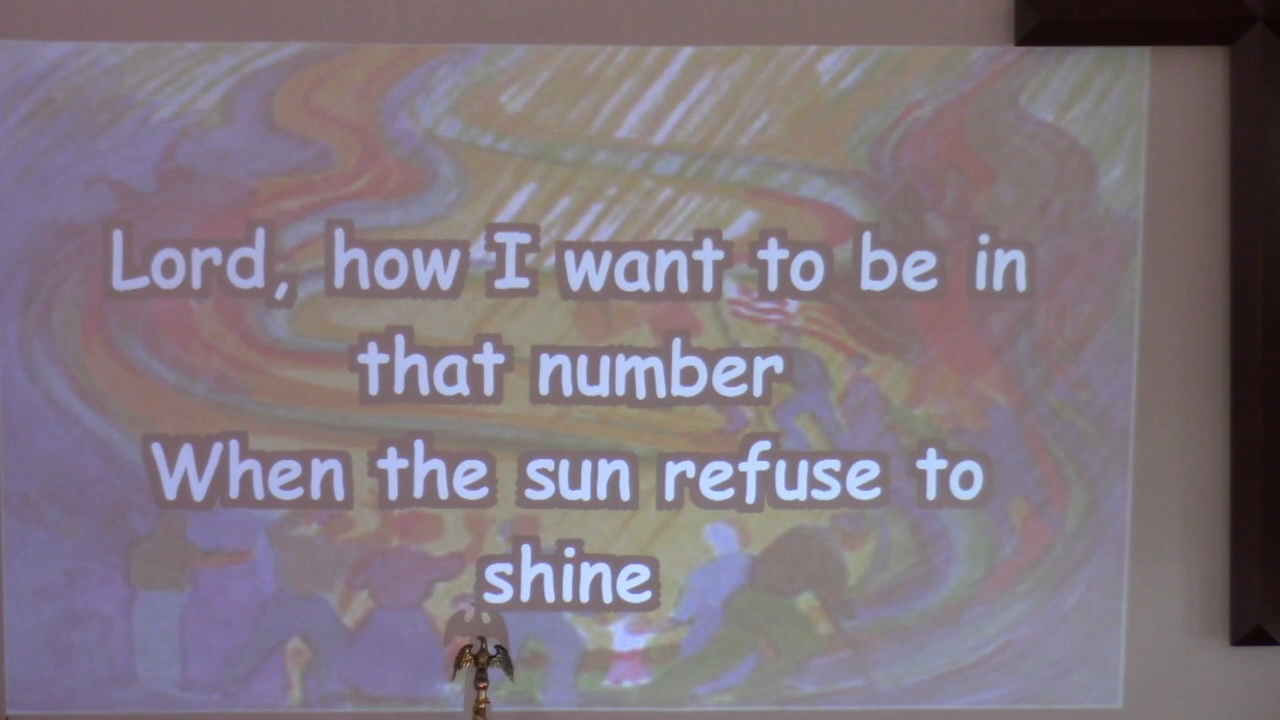 Lord, how I want to be in
that number
When the sun refuse to
shine